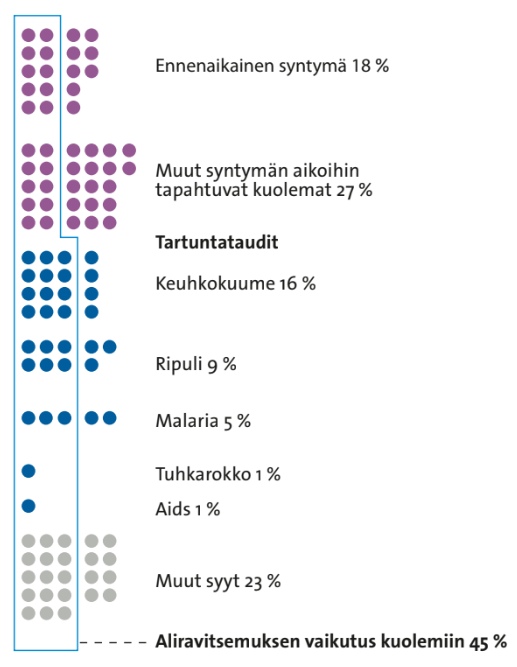 Ennenaikainen syntymä 18 %
Muut syntymän aikoihin
tapahtuvat kuolemat 27 %
Tartuntataudit
Keuhkokuume 16 %
Ripuli 9 %
Malaria 5 %
Tuhkarokko 1 %
Aids 1 %
Muut syyt 23 %
Aliravitsemuksen vaikutus kuolemiin 45 %